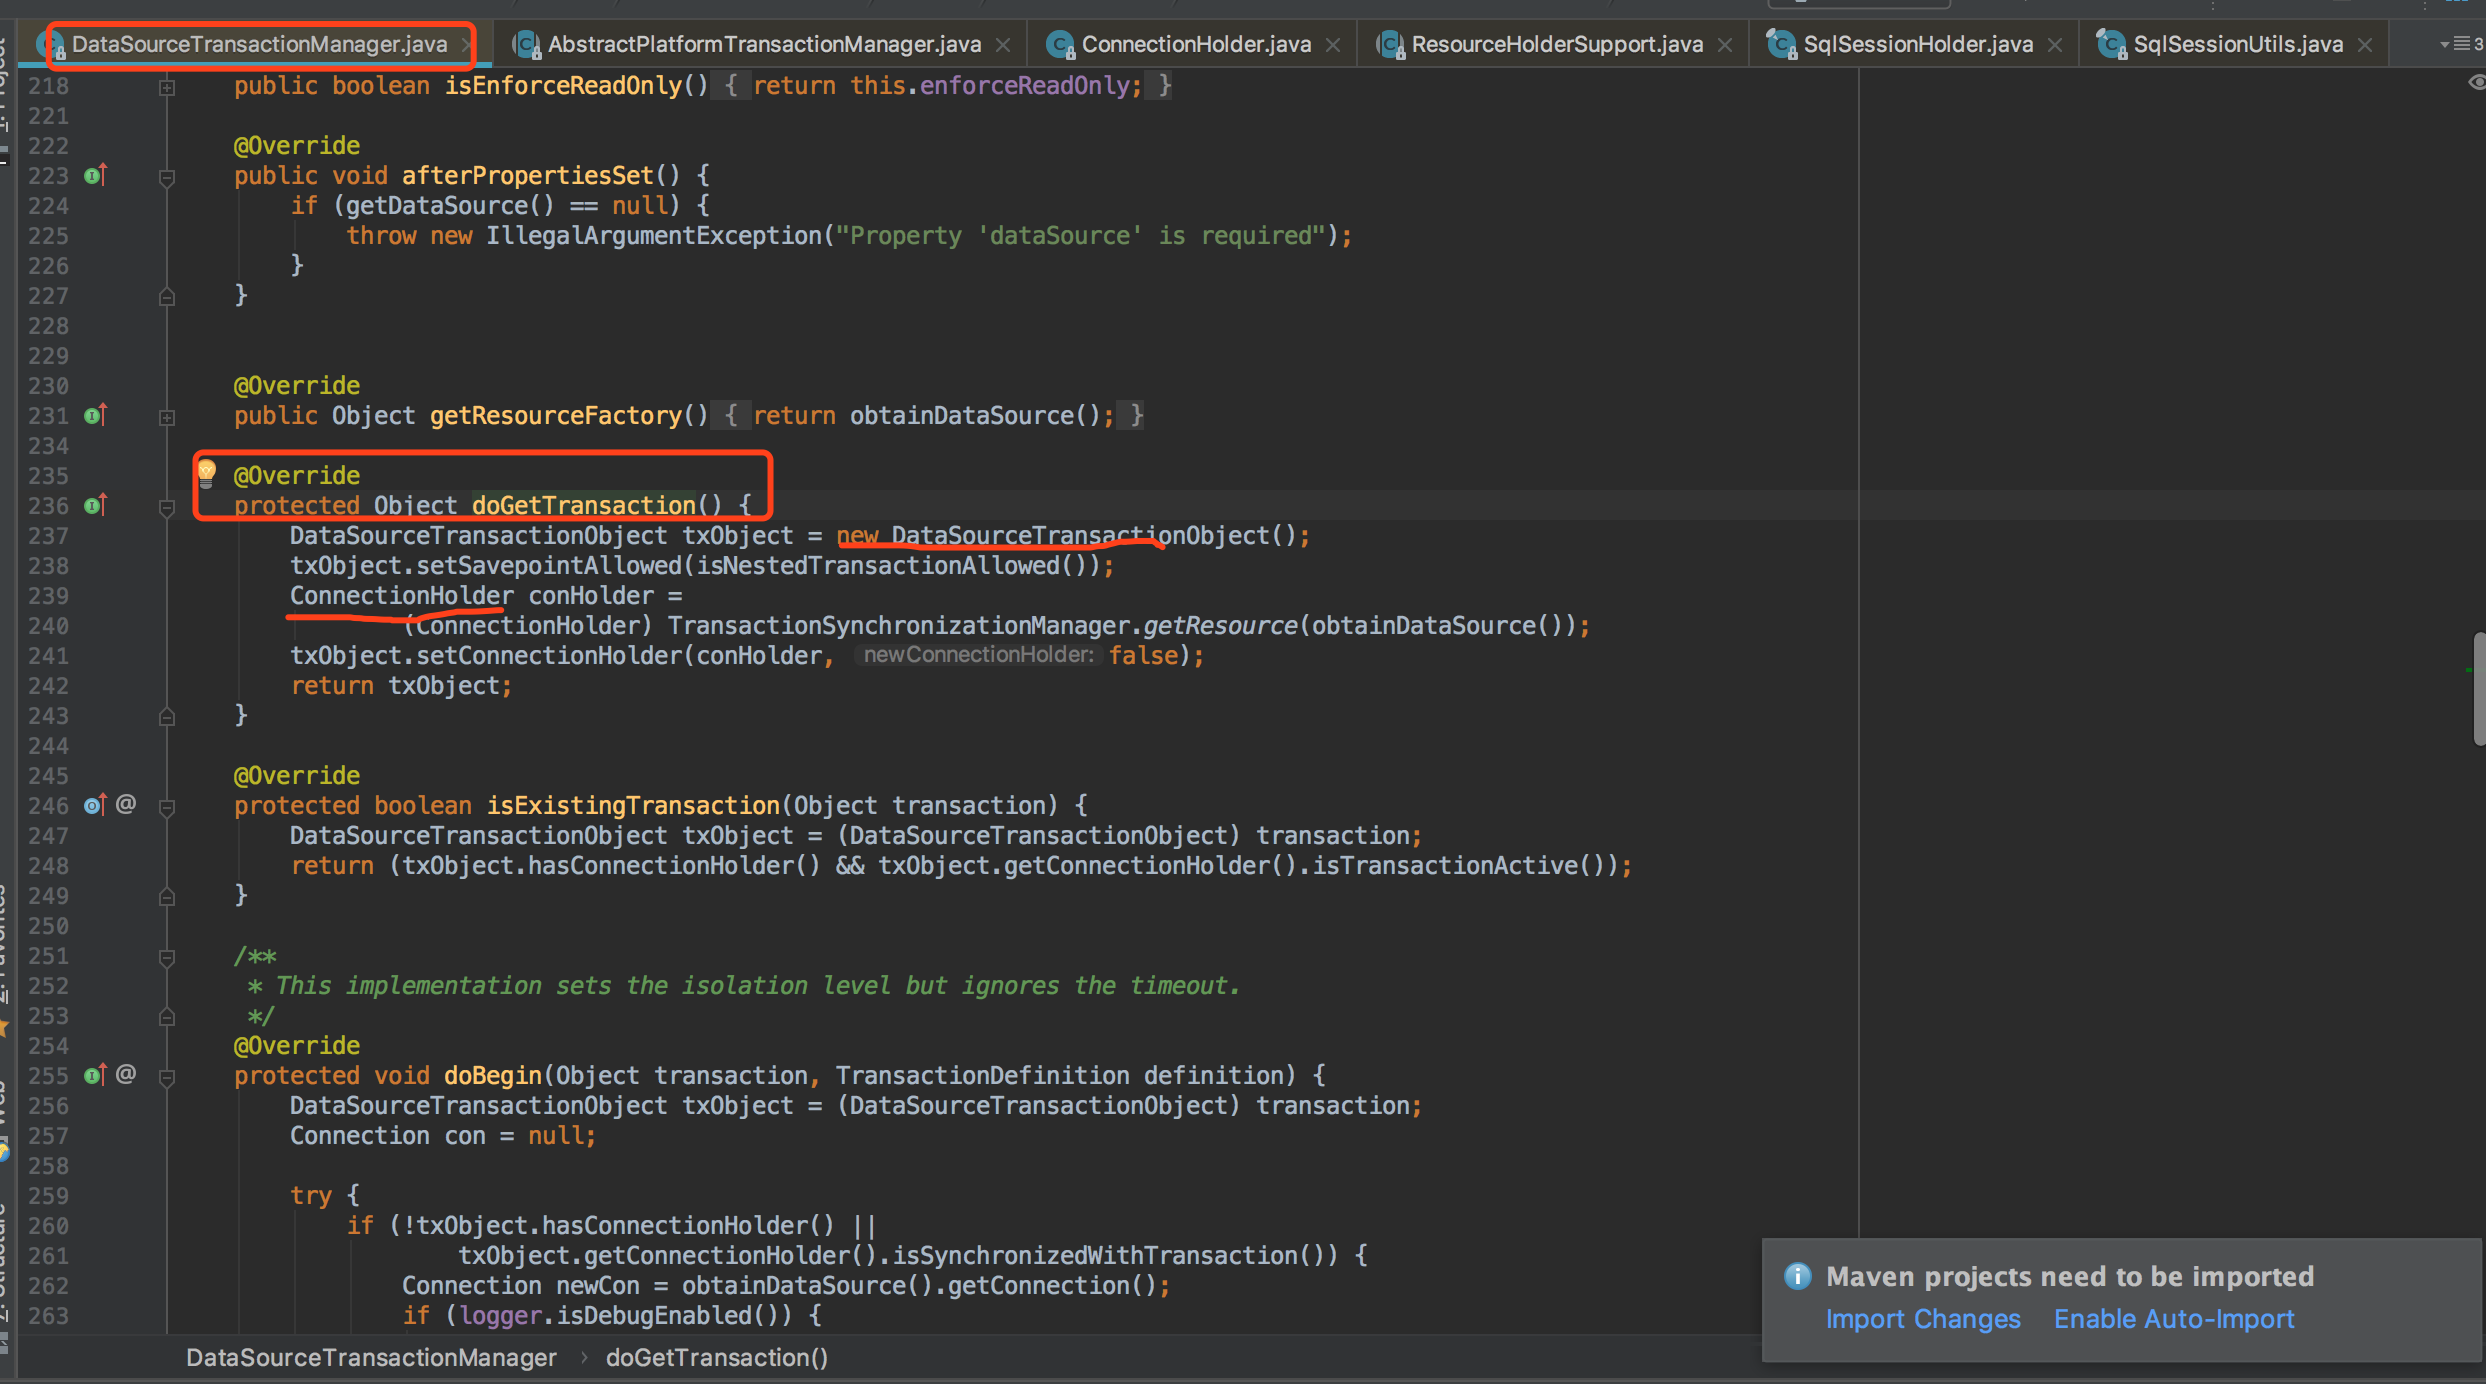 DataSourceTransactionManager.java
AbstractPlatformTransactionManager.java
ConnectionHolder.java
ResourceHolderSupport.java
SqlSessionHolder.java
SqlSessionUtils.java
3
218 public boolean isEnforceReadOnly() { return this.enforceReadOnly; }
221
222 @Override
223 public void afterPropertiesSet() {
224 if (getDataSource() == null) {
225 throw new IllegalArgumentException("Property 'dataSource' is required");
226 }
227 }
228
229
230 @Override
231 public Object getResourceFactory() { return obtainDataSource(); }
234
235 @Override
236 protected Object doGetTransaction() {
237 DataSourceTransactionObject txObject = new DataSourceTransactionObject();
238 txObject.setSavepointAllowed(isNestedTransactionAllowed());
239 ConnectionHolder conHolder =
240 (ConnectionHolder) TransactionSynchronizationManager.getResource(obtainDataSource());
241 txObject.setConnectionHolder(conHolder, newConnectionHolder: false);
242 return txObject;
243 }
244
245 @Override
246 @ protected boolean isExistingTransaction(Object transaction) {
247 DataSourceTransactionObject txObject = (DataSourceTransactionObject) transaction;
248 return (txObject.hasConnectionHolder() && txObject.getConnectionHolder().isTransactionActive());
249 }
250
251 /**
252 * This implementation sets the isolation level but ignores the timeout.
253 */
254 @Override
255 @ protected void doBegin(Object transaction, TransactionDefinition definition) {
256 DataSourceTransactionObject txObject = (DataSourceTransactionObject) transaction;
257 Connection con = null;
258
259 try {
260 if (!txObject.hasConnectionHolder() ||
261 txObject.getConnectionHolder().isSynchronizedWithTransaction()) {
262 Connection newCon = obtainDataSource().getConnection();
263 if (logger.isDebugEnabled()) {
Maven projects need to be imported
Import Changes Enable Auto-Import
DataSourceTransactionManager › doGetTransaction()